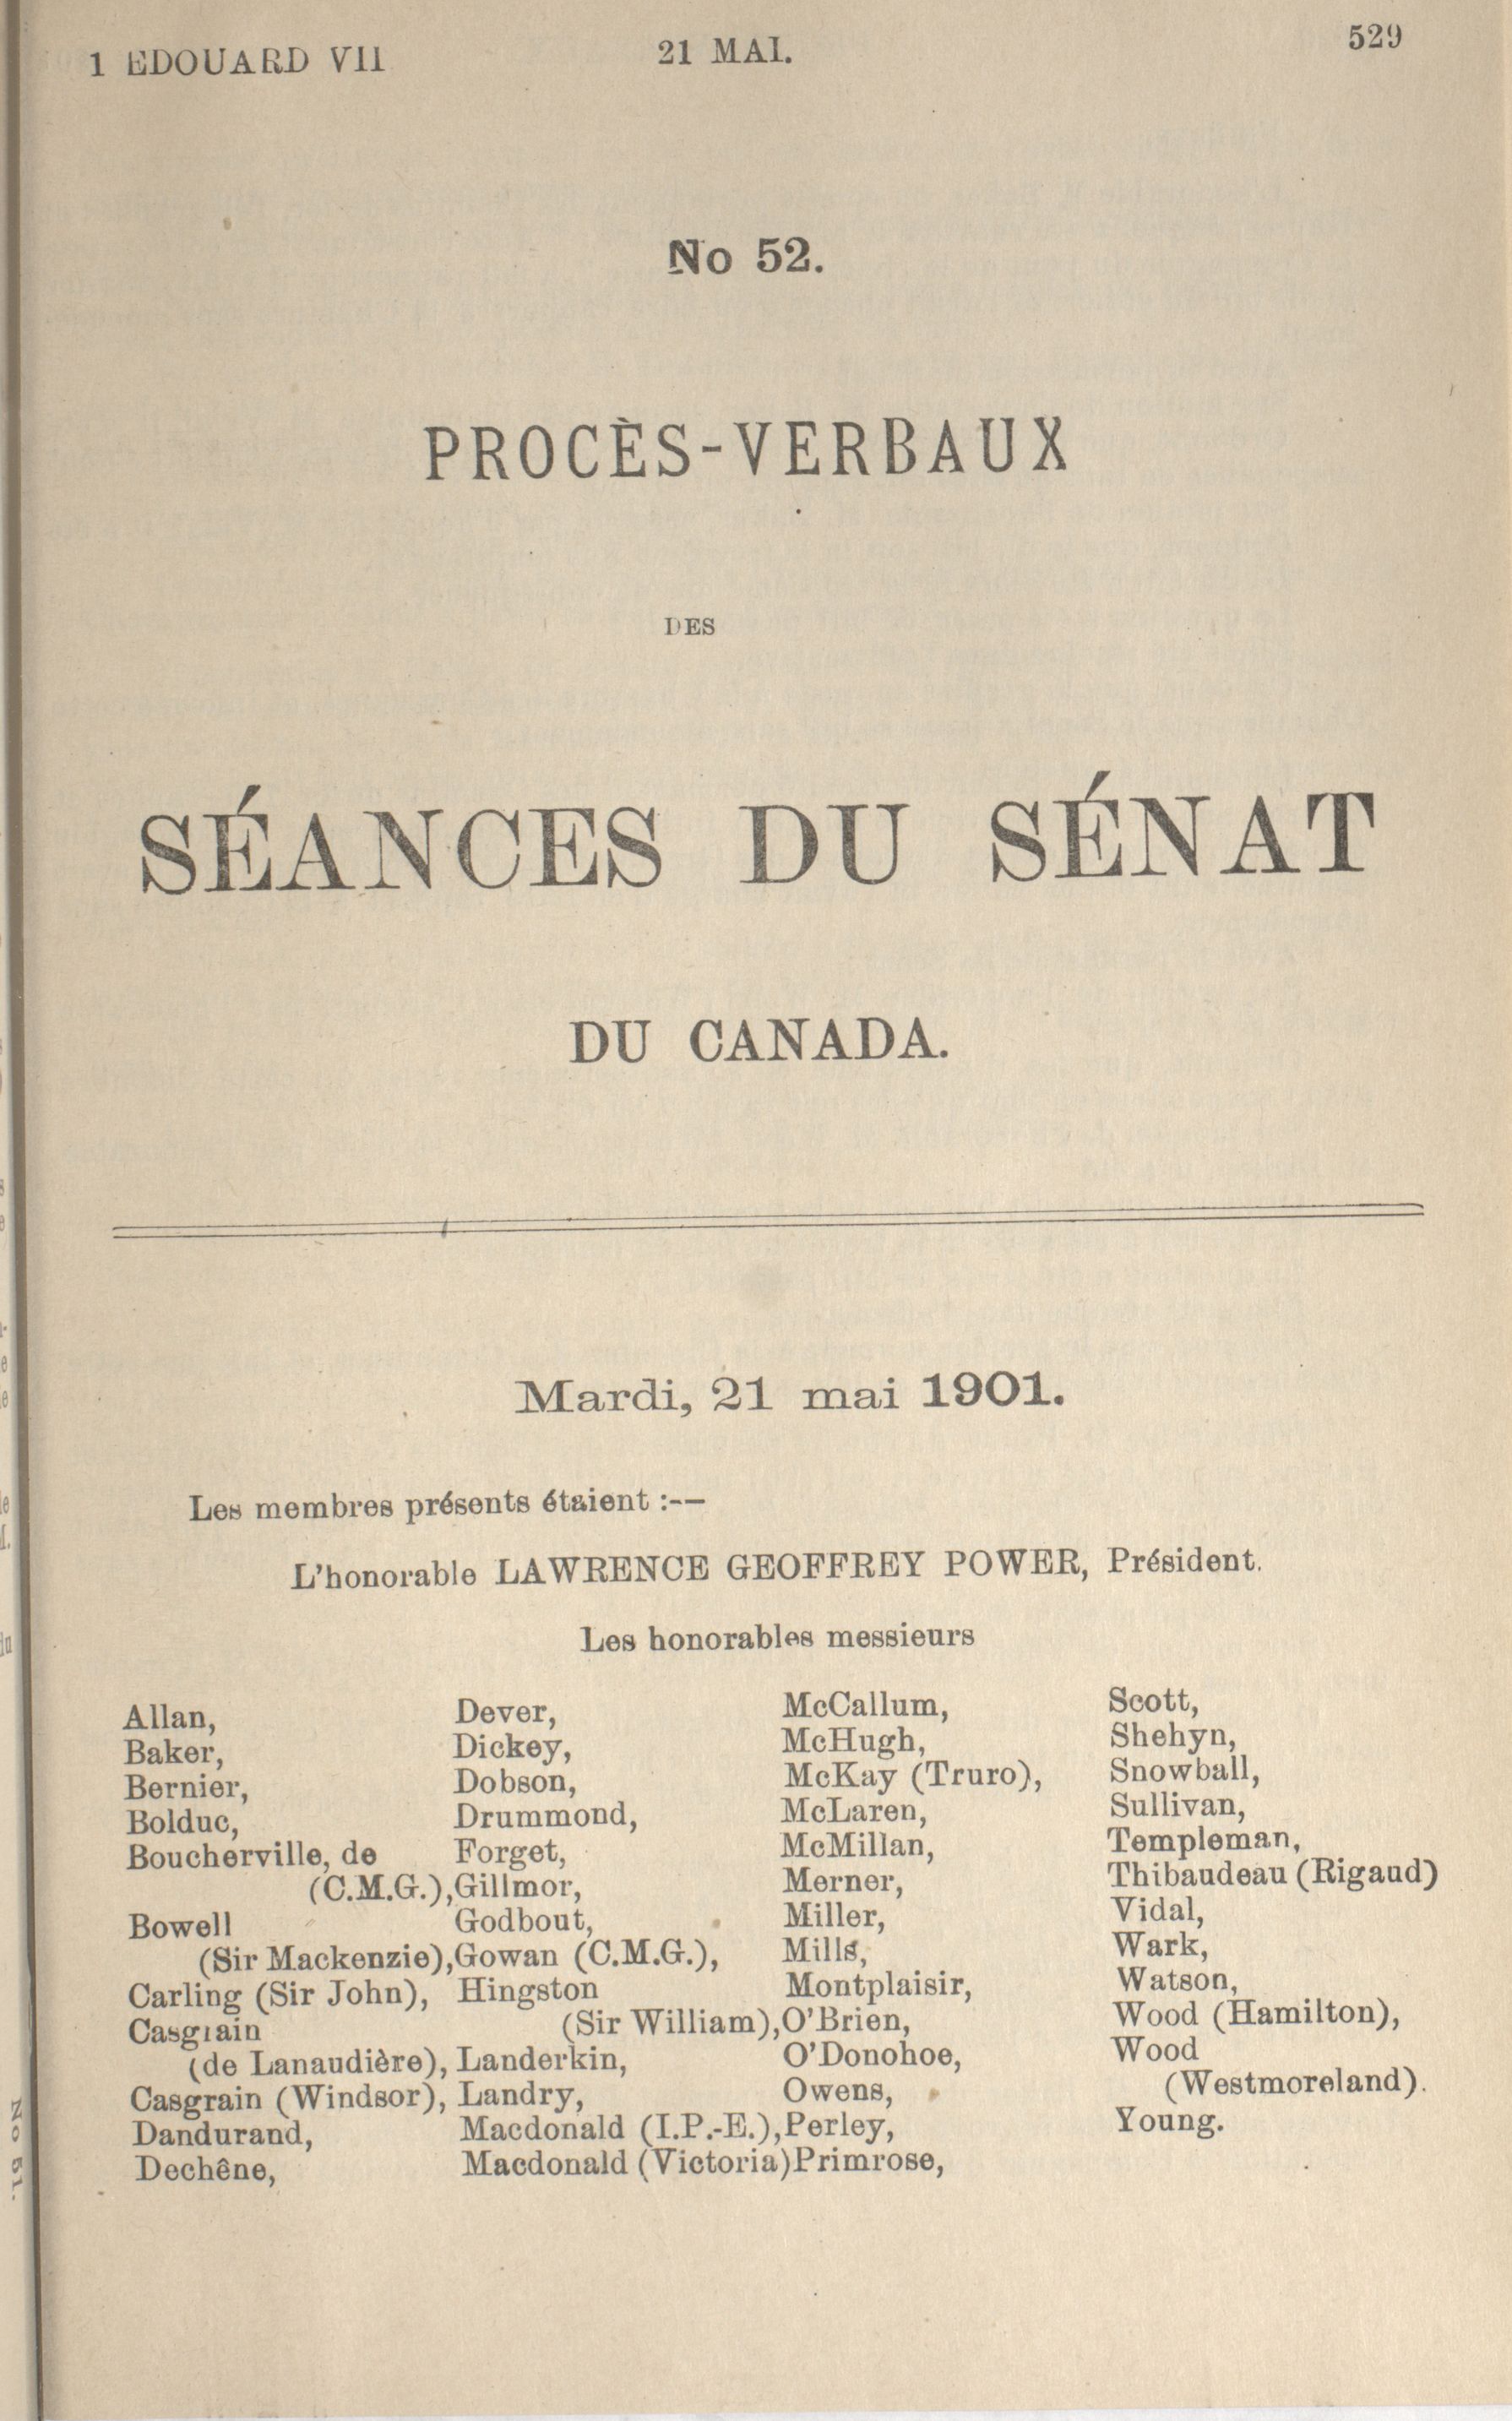 1 EDOUARD VII
21 MAI.
529
No 52.
PROCÈS-VERBAUX
DES
SÉANCES DU SÉNAT
DU CANADA.
Mardi, 21 mai 1901.
Les membres présents étaient :--
L'honorable LAWRENCE GEOFFREY POWER, Président.
Les honorables messieurs
Allan,
Baker,
Bernier,
Bolduc,
Boucherville, de
(C.M.G.),
Bowell
(Sir Mackenzie),
Carling (Sir John),
Casgrain
(de Lanaudière),
Casgrain (Windsor),
Dandurand,
Dechêne,
Dever,
Dickey,
Dobson,
Drummond,
Forget,
Gillmor,
Godbout,
Gowan (C.M.G.),
Hingston
(Sir William),
Landerkin,
Landry,
Macdonald (I.P.-E.),
Macdonald (Victoria)
McCallum,
McHugh,
McKay (Truro),
McLaren,
McMillan,
Merner,
Miller,
Mills,
Montplaisir,
O'Brien,
O'Donohoe,
Owens,
Perley,
Primrose,
Scott,
Shehyn,
Snowball,
Sullivan,
Templeman,
Thibaudeau (Rigaud)
Vidal,
Wark,
Watson,
Wood (Hamilton),
Wood
(Westmoreland).
Young.
No 51.